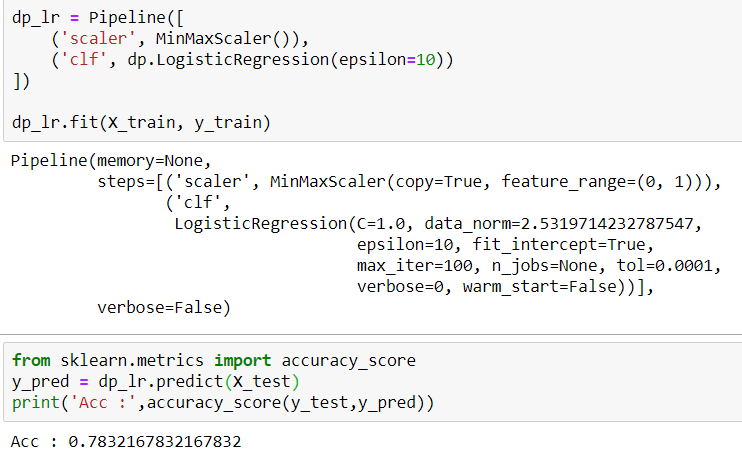 dp_lr = Pipeline([
    ('scaler', MinMaxScaler()),
    ('clf', dp.LogisticRegression(epsilon=10))
])
dp_lr.fit(X_train, y_train)
Pipeline(memory=None,
         steps=[('scaler', MinMaxScaler(copy=True, feature_range=(0, 1))),
                ('clf',
                 LogisticRegression(C=1.0, data_norm=2.5319714232787547,
                                    epsilon=10, fit_intercept=True,
                                    max_iter=100, n_jobs=None, tol=0.0001,
                                    verbose=0, warm_start=False))],
         verbose=False)
from sklearn.metrics import accuracy_score
y_pred = dp_lr.predict(X_test)
print('Acc :',accuracy_score(y_test,y_pred))
Acc : 0.7832167832167832